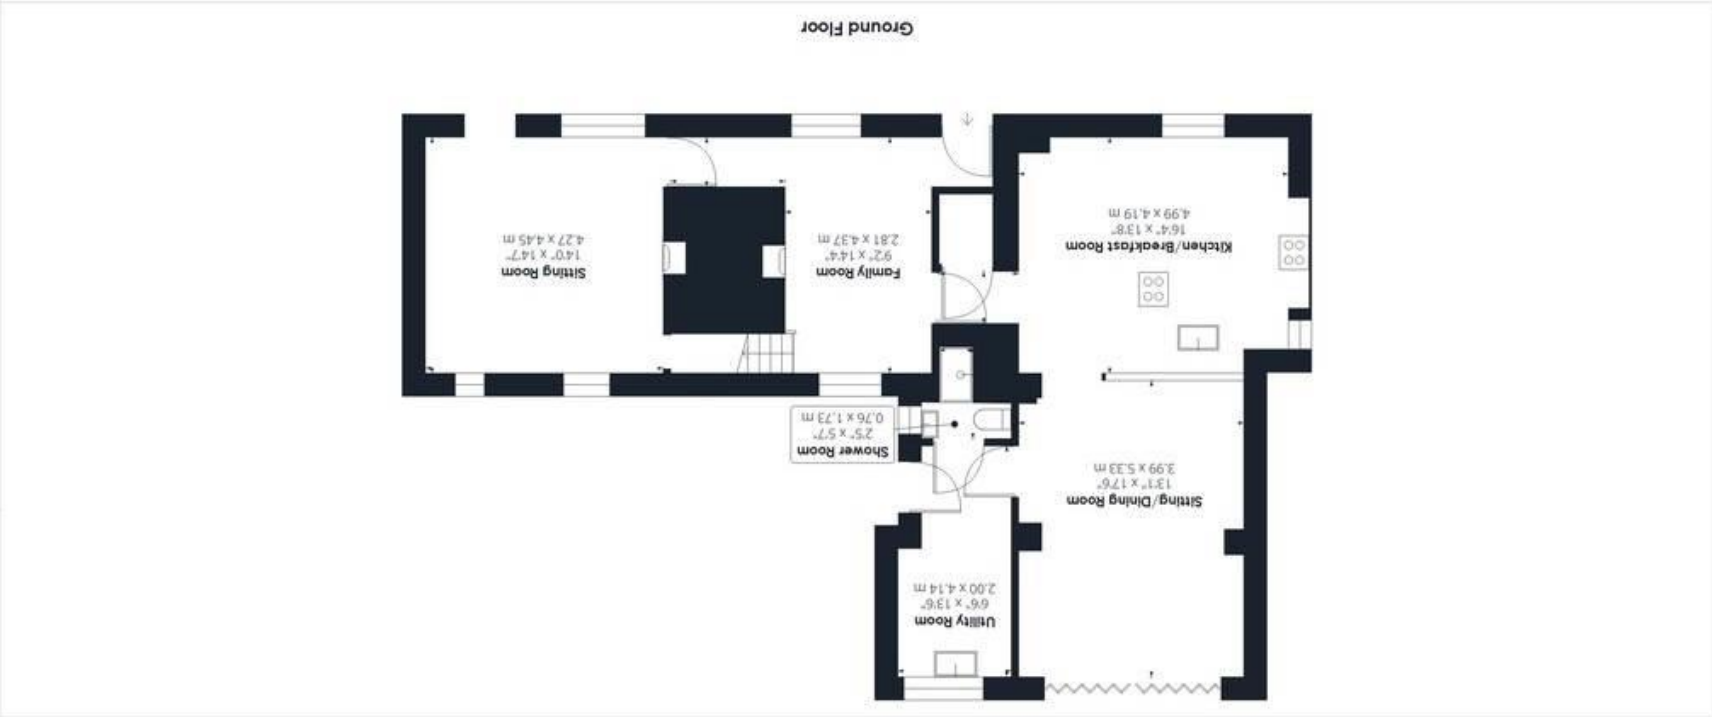 Utility Room
6'6" x 13'6"
2.00 x 4.14 m
Sitting/Dining Room
13'1" x 17'6"
3.99 x 5.33 m
Shower Room
2'5" x 5'7"
0.76 x 1.73 m
Kitchen/Breakfast Room
16'4" x 13'8"
4.99 x 4.19 m
Family Room
9'2" x 14'4"
2.81 x 4.37 m
Sitting Room
14'0" x 14'7"
4.27 x 4.45 m
Ground Floor